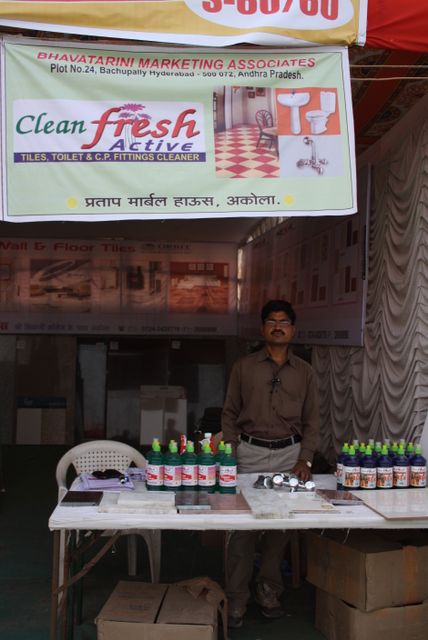 S-60/60
BHAVATARINI MARKETING ASSOCIATES
Plot No.24, Bachupally Hyderabad - 500 072, Andhra Pradesh.
Clean fresh
Active
TILES, TOILET & C.P. FITTINGS CLEANER
प्रताप मार्बल हाऊस, अकोला.
Wall & Floor Tiles